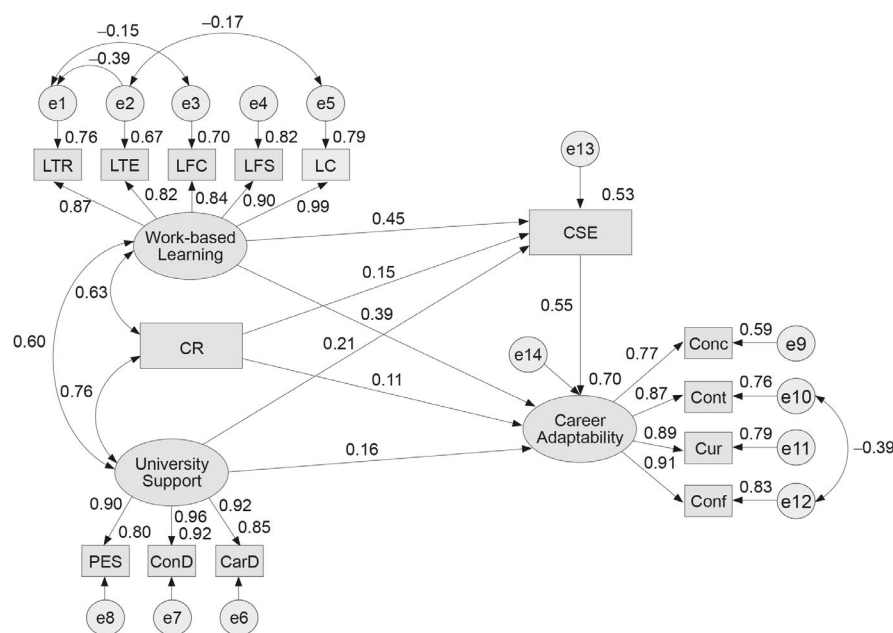 –0.15
–0.17
–0.39
e1
e2
e3
e4
e5
0.76
0.67
0.70
0.82
0.79
LTR
LTE
LFC
LFS
LC
0.87
0.82
0.84
0.90
0.99
e13
0.53
CSE
Work-based
Learning
0.45
0.15
0.63
0.39
0.55
0.60
CR
0.21
e14
0.76
0.11
0.70
0.77
Conc
0.59
e9
0.87
Cont
0.76
e10
Career
Adaptability
0.89
Cur
0.79
e11
–0.39
0.91
Conf
0.83
e12
University
Support
0.16
0.90
0.96
0.92
0.80
0.92
0.85
PES
ConD
CarD
e8
e7
e6